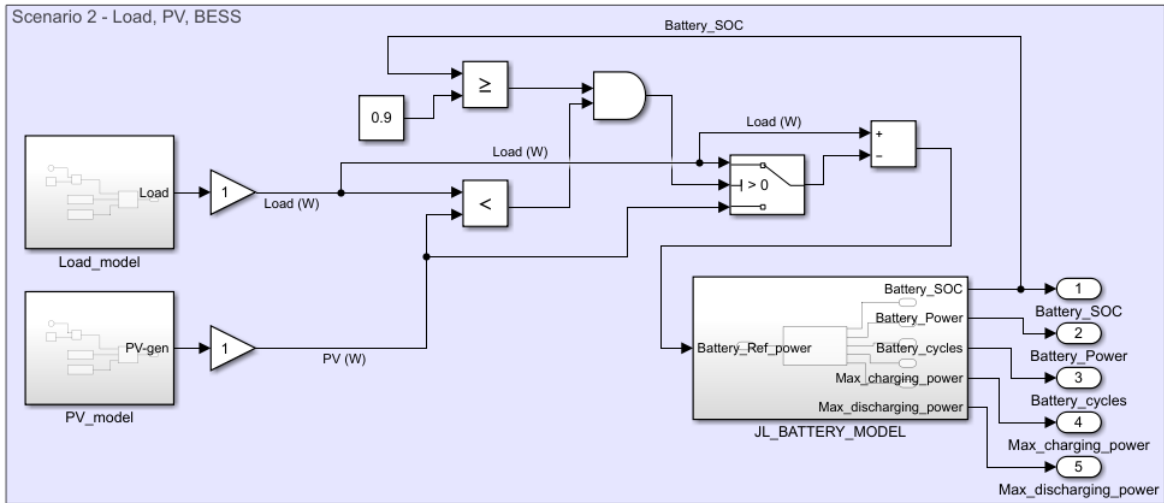 Scenario 2 - Load, PV, BESS
Battery_SOC
≥
0.9
Load (W)
Load (W)
+
−
Load
1
Load (W)
<
> 0
Load_model
PV-gen
1
PV (W)
PV_model
Battery_Ref_power
Battery_SOC
Battery_Power
Battery_cycles
Max_charging_power
Max_discharging_power
JL_BATTERY_MODEL
1
Battery_SOC
2
Battery_Power
3
Battery_cycles
4
Max_charging_power
5
Max_discharging_power